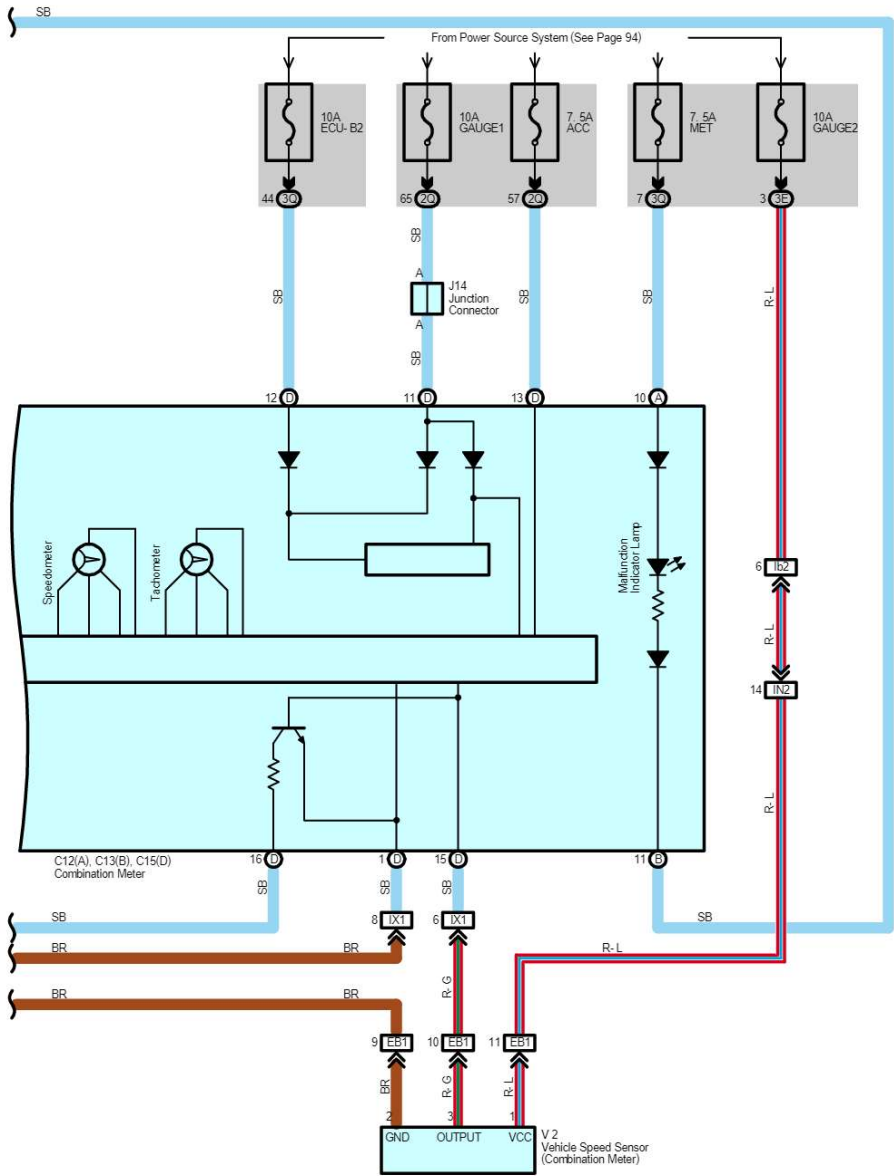 SB
From Power Source System (See Page 94)
10A
ECU- B2
10A
GAUGE1
7. 5A
ACC
7. 5A
MET
10A
GAUGE2
44 3Q
65 2Q
57 2Q
7 3Q
3 3E
SB
SB
A
J14
Junction
Connector
A
SB
SB
SB
R- L
12 D
11 D
13 D
10 A
Speedometer
Tachometer
Malfunction
Indicator Lamp
6 Ib2
R- L
14 IN2
R- L
C12(A), C13(B), C15(D)
Combination Meter
16 D
1 D
15 D
11 B
SB
SB
SB
SB
8 IX1
6 IX1
SB
BR
BR
R- L
R- G
BR
BR
9 EB1
10 EB1
11 EB1
BR
R- G
R- L
2
3
1
GND
OUTPUT
VCC
V 2
Vehicle Speed Sensor
(Combination Meter)